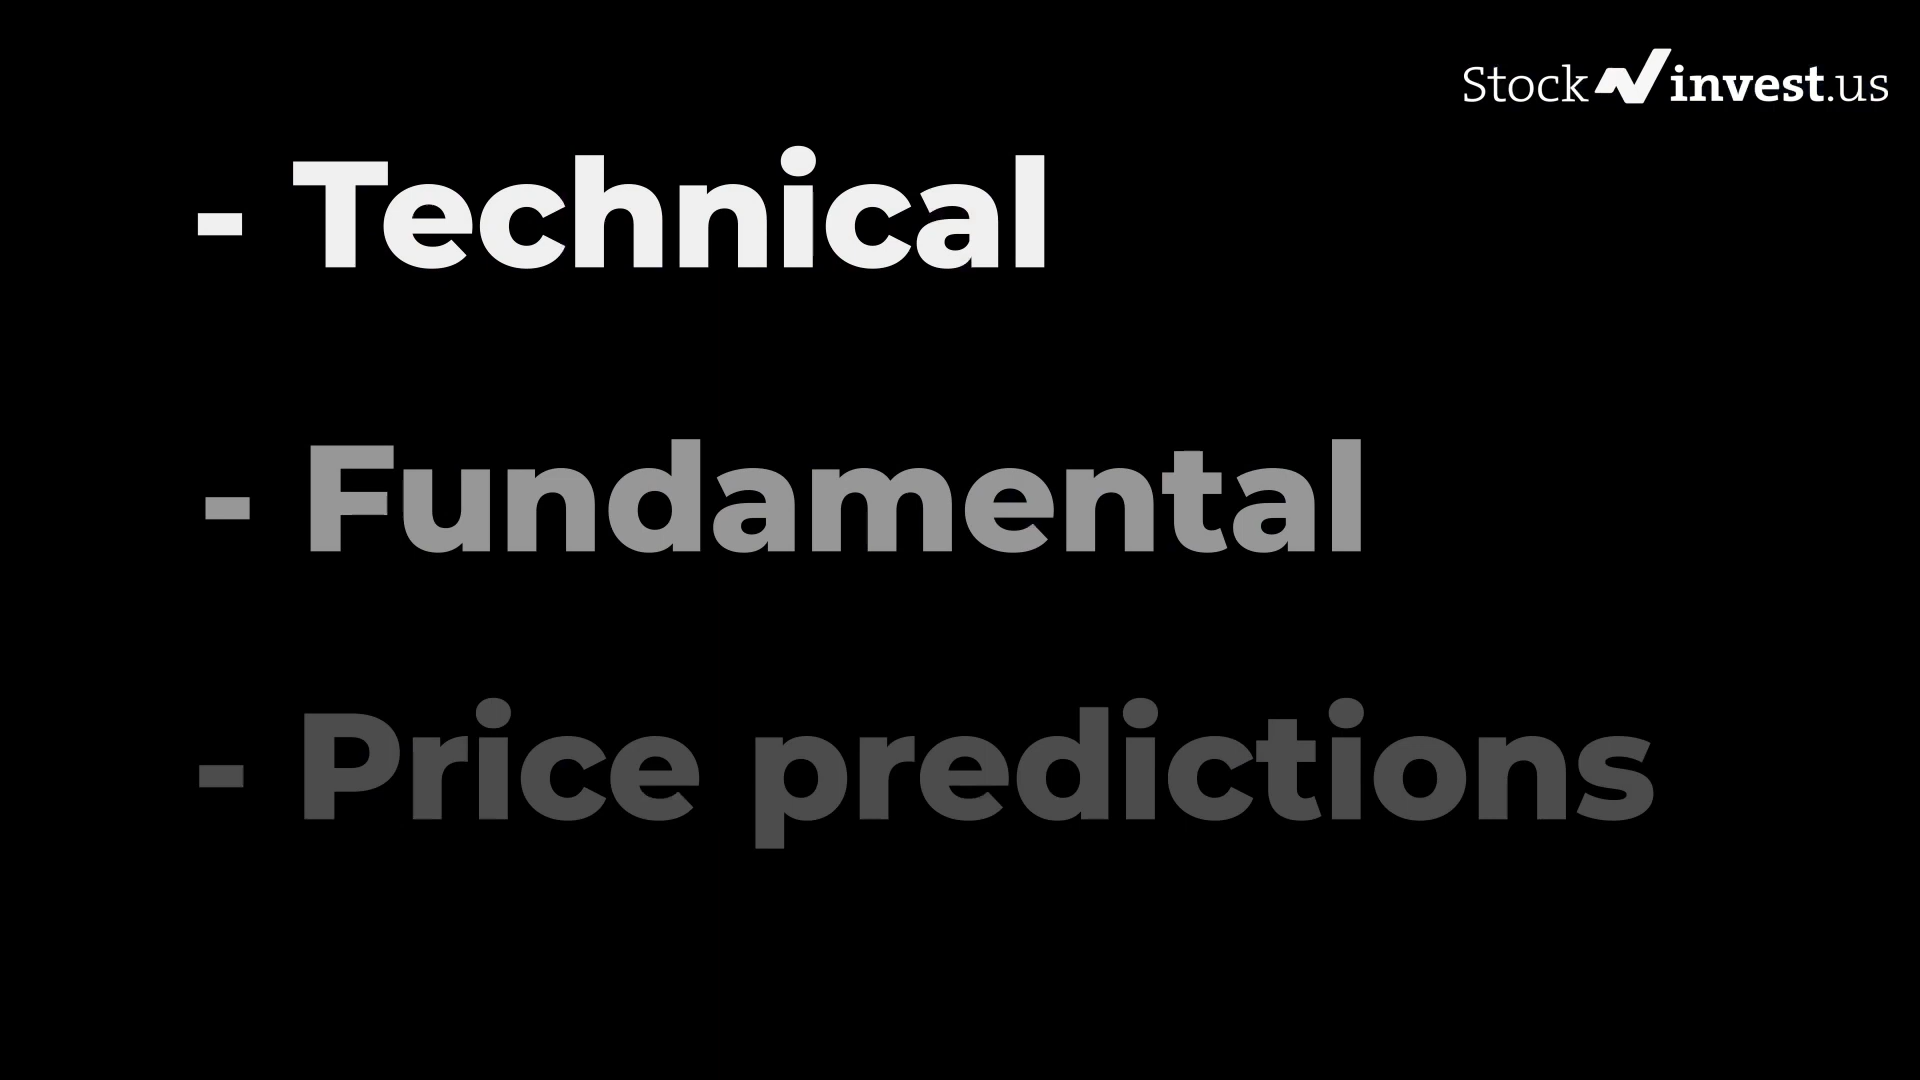 Stock invest.us
- Technical
- Fundamental
- Price predictions